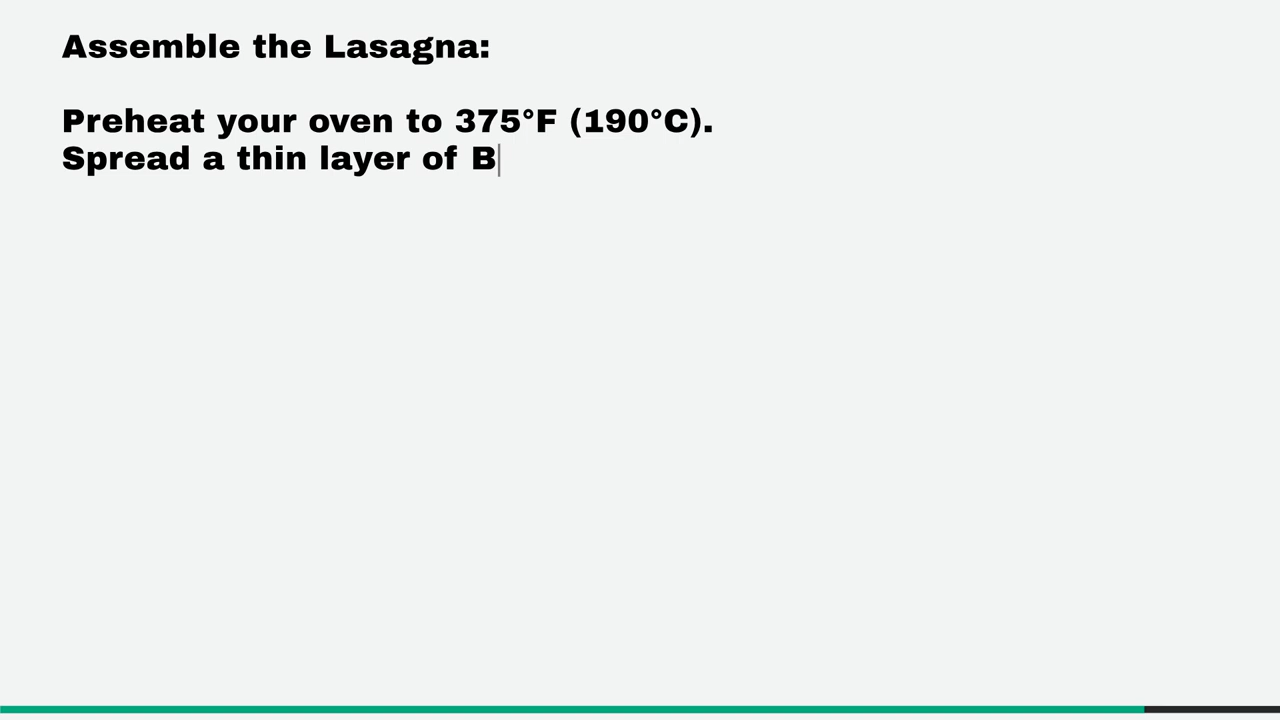 Assemble the Lasagna:
Preheat your oven to 375°F (190°C).
Spread a thin layer of B